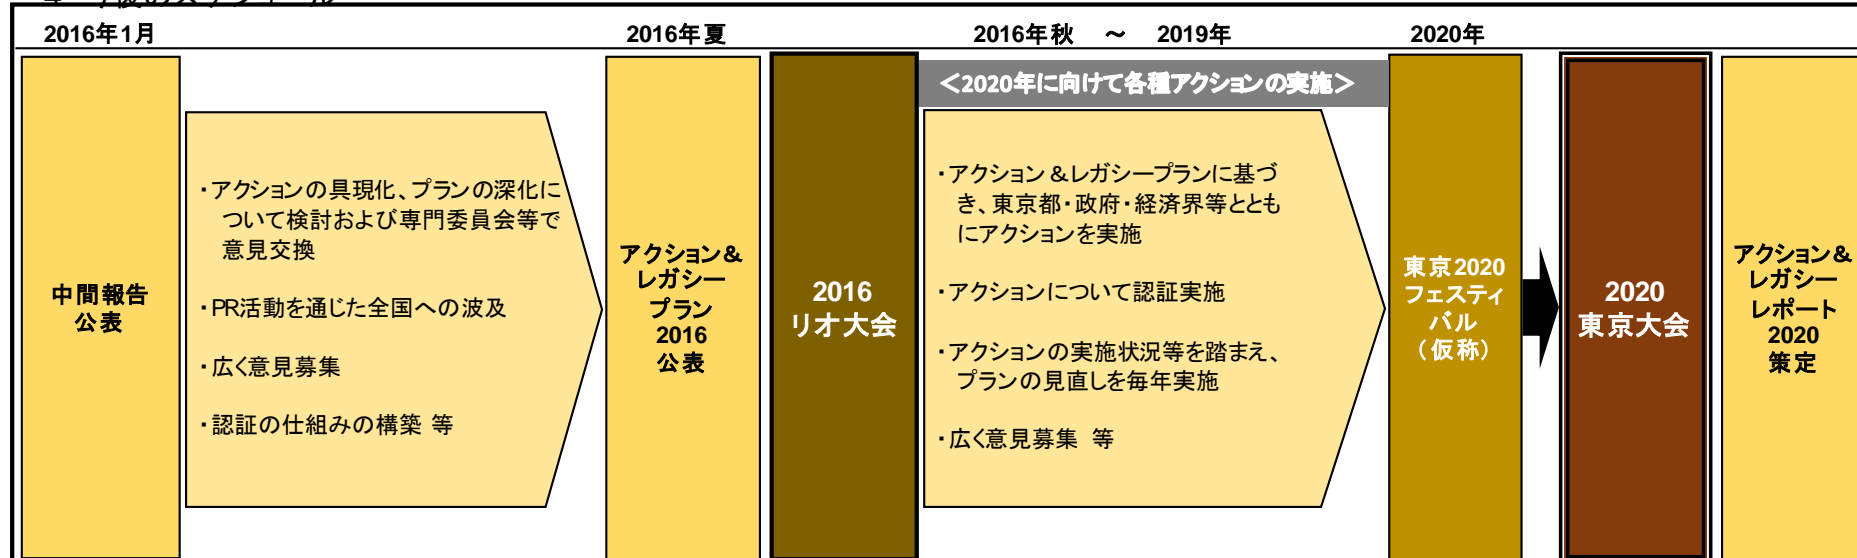 2016年1月
2016年夏
2016年秋　～　2019年
2020年
＜2020年に向けて各種アクションの実施＞
中間報告
公表
・アクションの具現化、プランの深化に
ついて検討および専門委員会等で
意見交換
・PR活動を通じた全国への波及
・広く意見募集
・認証の仕組みの構築 等
アクション＆
レガシー
プラン
2016
公表
2016
リオ大会
・アクション＆レガシープランに基づ
き、東京都・政府・経済界等ととも
にアクションを実施
・アクションについて認証実施
・アクションの実施状況等を踏まえ、
プランの見直しを毎年実施
・広く意見募集 等
東京2020
フェスティ
バル
（仮称）
2020
東京大会
アクション＆
レガシー
レポート
2020
策定